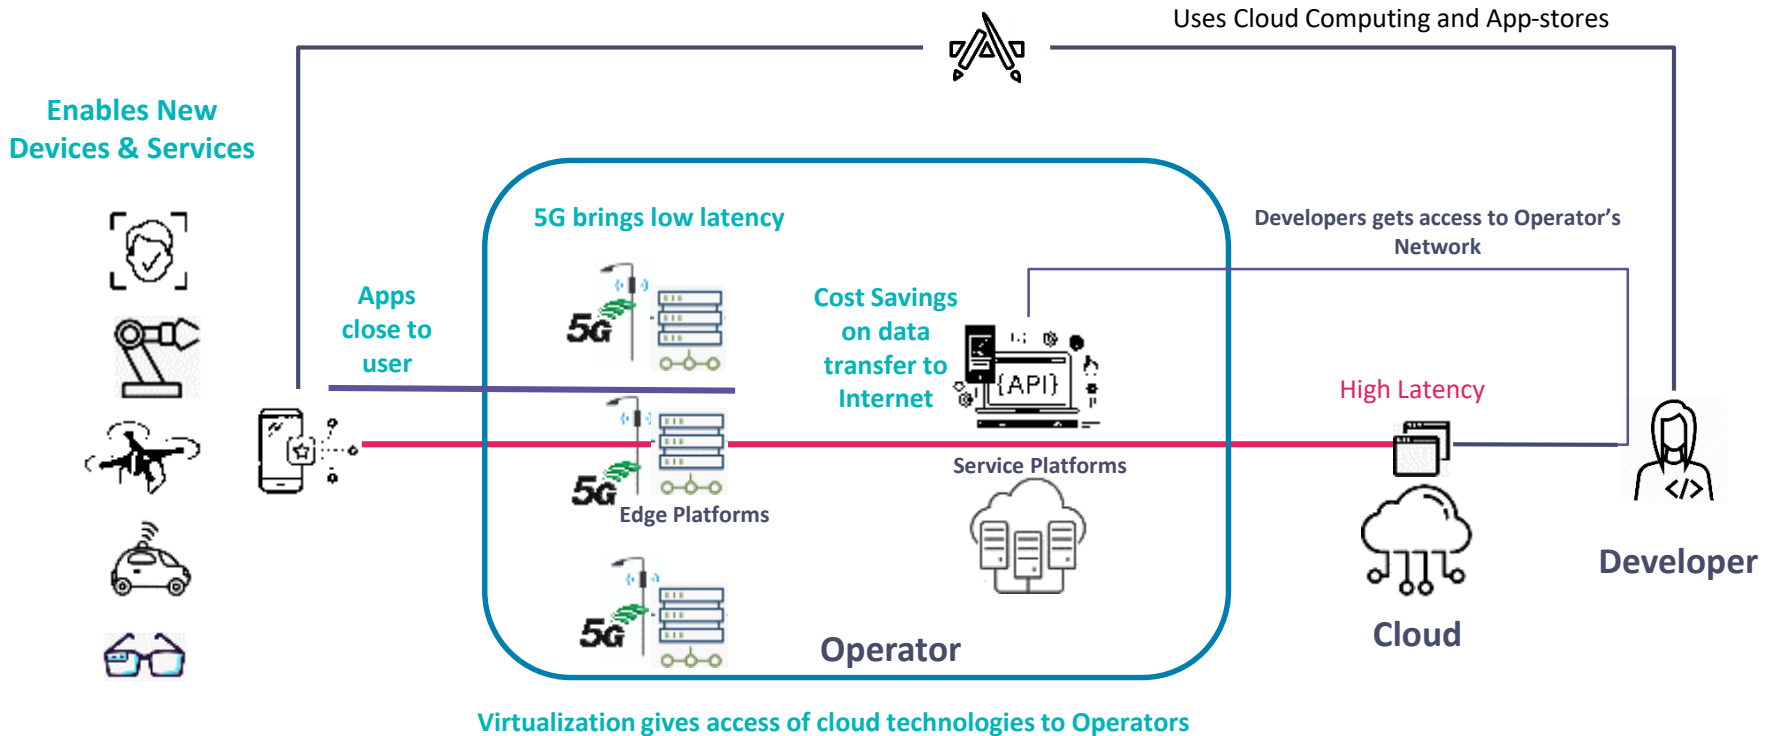 Uses Cloud Computing and App-stores
Enables New
Devices & Services
5G brings low latency
Developers gets access to Operator's
Network
Apps
close to
user
5G
Cost Savings
on data
transfer to
Internet
{API}
High Latency
5G
Edge Platforms
Service Platforms
</>
Developer
5G
Operator
Cloud
Virtualization gives access of cloud technologies to Operators